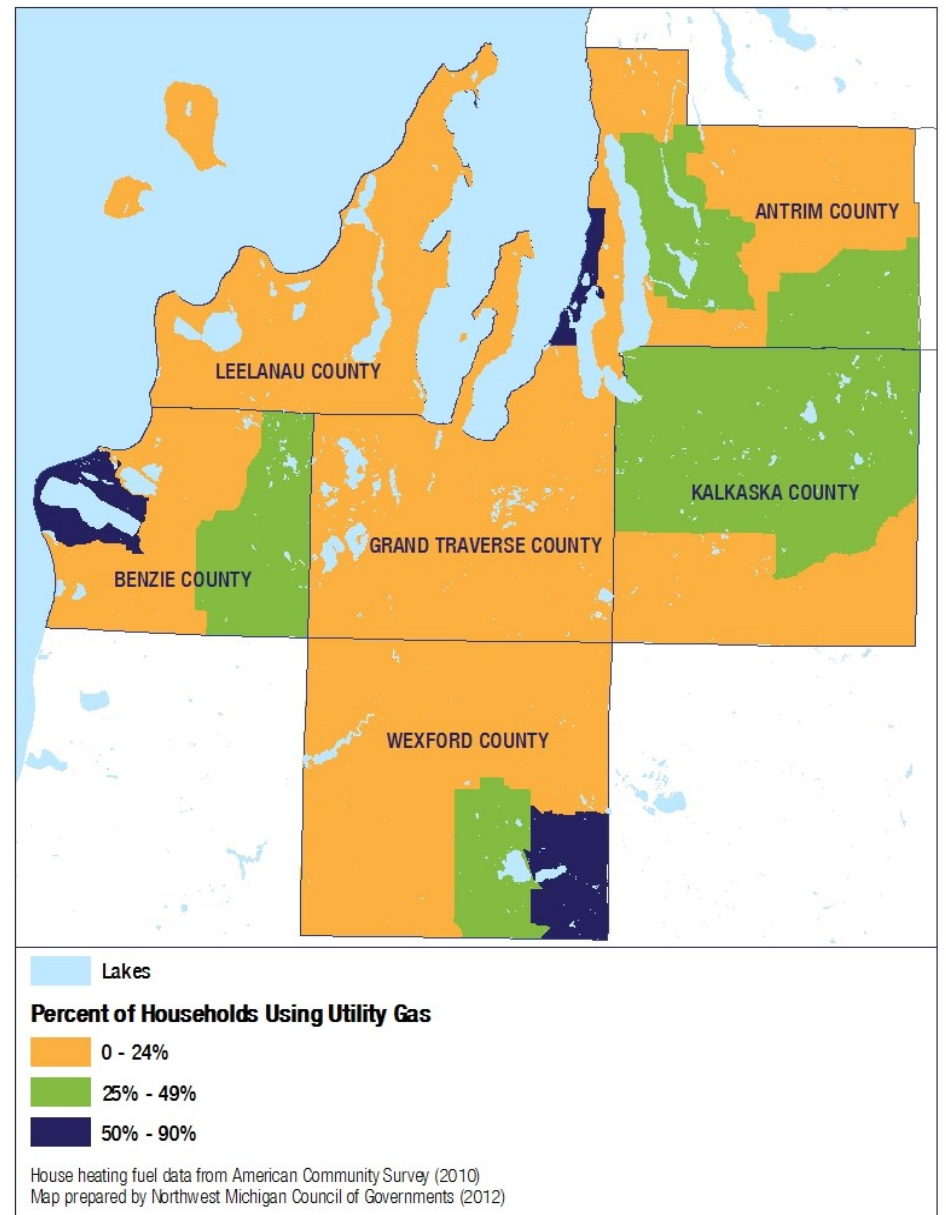 ANTRIM COUNTY
LEELANAU COUNTY
KALKASKA COUNTY
GRAND TRAVERSE COUNTY
BENZIE COUNTY
WEXFORD COUNTY
Lakes
Percent of Households Using Utility Gas
0 - 24%
25% - 49%
50% - 90%
House heating fuel data from American Community Survey (2010)
Map prepared by Northwest Michigan Council of Governments (2012)